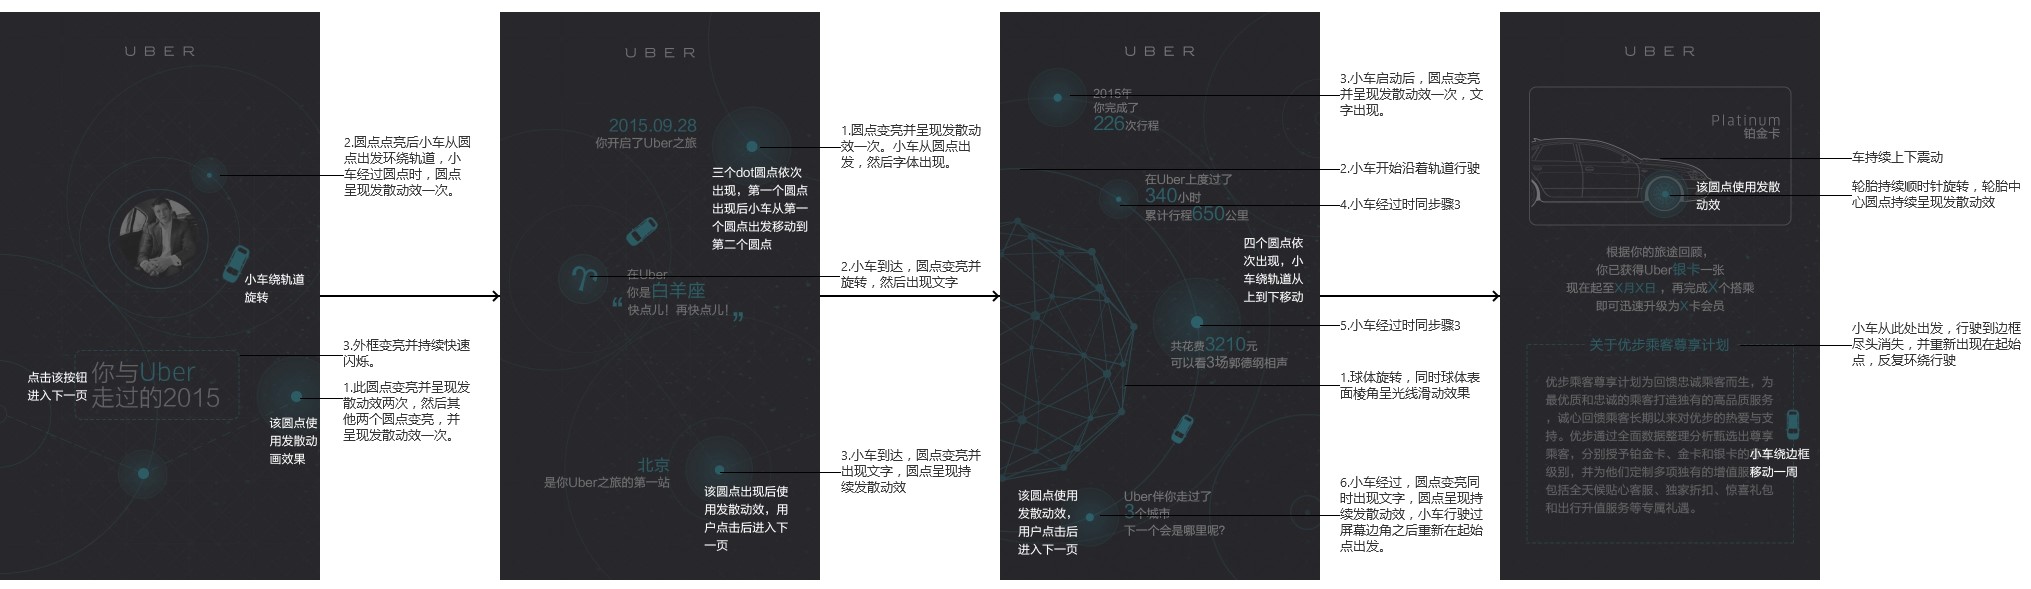 UBER
2.圆点点亮后小车从圆
点出发环绕轨道，小
车经过圆点时，圆点
呈现发散动效一次。
小车绕轨道
旋转
3.外框变亮并持续快速
闪烁。
点击该按钮
进入下一页
你与Uber
走过的2015
1.此圆点变亮并呈现发
散动效两次，然后其
他两个圆点变亮，并
呈现发散动效一次。
该圆点使
用发散动
画效果
UBER
2015.09.28
你开启了Uber之旅
1.圆点变亮并呈现发散动
效一次。小车从圆点出
发，然后字体出现。
三个dot圆点依次
出现，第一个圆点
出现后小车从第一
个圆点出发移动到
第二个圆点
2.小车到达，圆点变亮并
旋转，然后出现文字
在Uber
你是白羊座
“快点儿！再快点儿！”
北京
是你Uber之旅的第一站
3.小车到达，圆点变亮并
出现文字，圆点呈现持
续发散动效
该圆点出现后使
用发散动效，用
户点击后进入下
一页
UBER
2015年
你完成了
226次行程
3.小车启动后，圆点变亮
并呈现发散动效一次，文
字出现。
2.小车开始沿着轨道行驶
在Uber上度过了
340小时
累计行程650公里
4.小车经过时同步骤3
四个圆点依
次出现，小
车绕轨道从
上到下移动
5.小车经过时同步骤3
共花费3210元
可以看3场郭德纲相声
1.球体旋转，同时球体表
面棱角呈光线滑动效果
该圆点使用
发散动效，
用户点击后
进入下一页
Uber伴你走过了
3个城市
下一个会是哪里呢？
6.小车经过，圆点变亮同
时出现文字，圆点呈现持
续发散动效，小车行驶过
屏幕边角之后重新在起始
点出发。
UBER
Platinum
铂金卡
车持续上下震动
该圆点使用发散
动效
轮胎持续顺时针旋转，轮胎中
心圆点持续呈现发散动效
根据你的旅途回顾，
你已获得Uber银卡一张
现在起至X月X日，再完成X个搭乘
即可迅速升级为X卡会员
关于优步乘客尊享计划
小车从此处出发，行驶到边框
尽头消失，并重新出现在起始
点，反复环绕行驶
优步乘客尊享计划为回馈忠诚乘客而生，为
最优质和忠诚的乘客打造独有的高品质服务
，诚心回馈乘客长期以来对优步的热爱与支
持。优步通过全面数据整理分析甄选出尊享
乘客，分别授予铂金卡、金卡和银卡的
级别，并为他们定制多项独有的增值服
包括全天候贴心客服、独家折扣、惊喜礼包
和出行升值服务等专属礼遇。
小车绕边框
移动一周